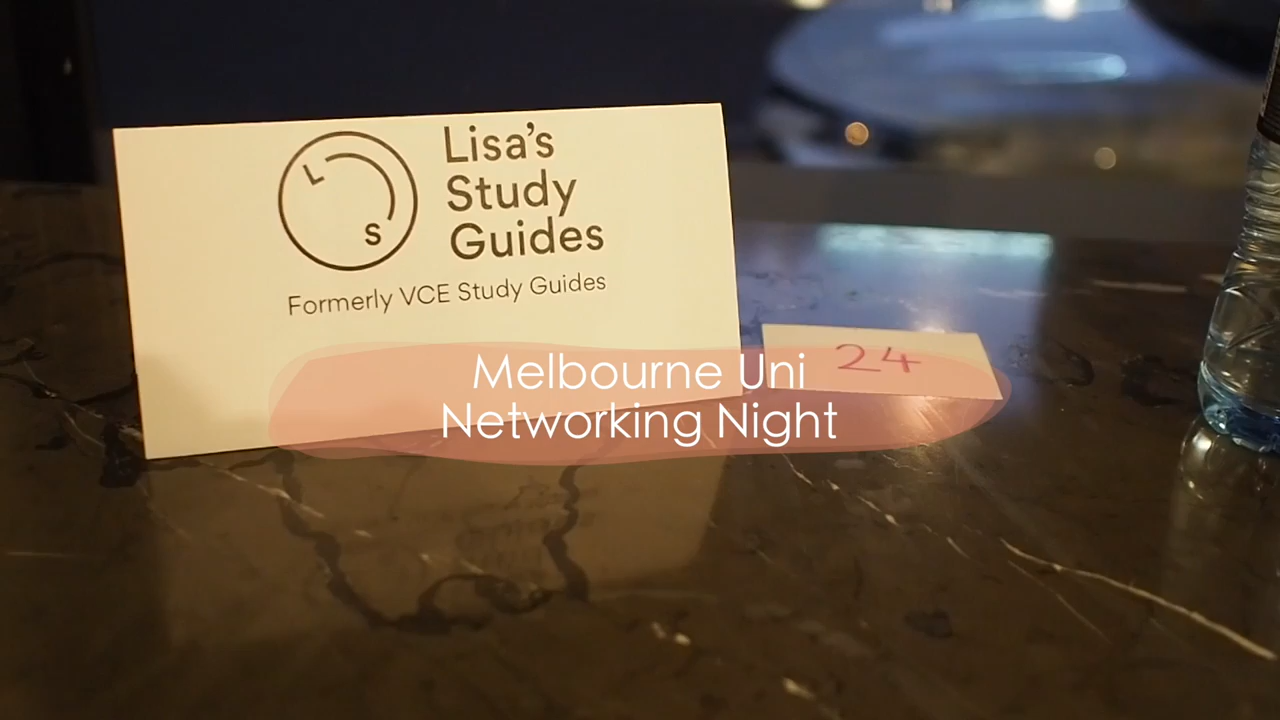 L
S
Lisa's
Study
Guides
Formerly VCE Study Guides
24
Melbourne Uni
Networking Night